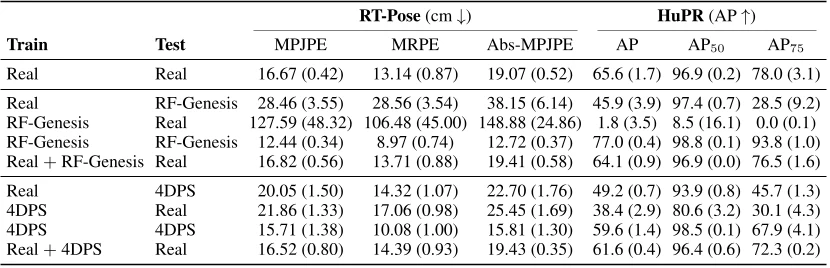 RT-Pose (cm ↓) HuPR (AP ↑)
Train Test MPJPE MRPE Abs-MPJPE AP AP50 AP75
Real Real 16.67 (0.42) 13.14 (0.87) 19.07 (0.52) 65.6 (1.7) 96.9 (0.2) 78.0 (3.1)
Real RF-Genesis 28.46 (3.55) 28.56 (3.54) 38.15 (6.14) 45.9 (3.9) 97.4 (0.7) 28.5 (9.2)
RF-Genesis Real 127.59 (48.32) 106.48 (45.00) 148.88 (24.86) 1.8 (3.5) 8.5 (16.1) 0.0 (0.1)
RF-Genesis RF-Genesis 12.44 (0.34) 8.97 (0.74) 12.72 (0.37) 77.0 (0.4) 98.8 (0.1) 93.8 (1.0)
Real + RF-Genesis Real 16.82 (0.56) 13.71 (0.88) 19.41 (0.58) 64.1 (0.9) 96.9 (0.0) 76.5 (1.6)
Real 4DPS 20.05 (1.50) 14.32 (1.07) 22.70 (1.76) 49.2 (0.7) 93.9 (0.8) 45.7 (1.3)
4DPS Real 21.86 (1.33) 17.06 (0.98) 25.45 (1.69) 38.4 (2.9) 80.6 (3.2) 30.1 (4.3)
4DPS 4DPS 15.71 (1.38) 10.08 (1.00) 15.81 (1.30) 59.6 (1.4) 98.5 (0.1) 67.9 (4.1)
Real + 4DPS Real 16.52 (0.80) 14.39 (0.93) 19.43 (0.35) 61.6 (0.4) 96.4 (0.6) 72.3 (0.2)